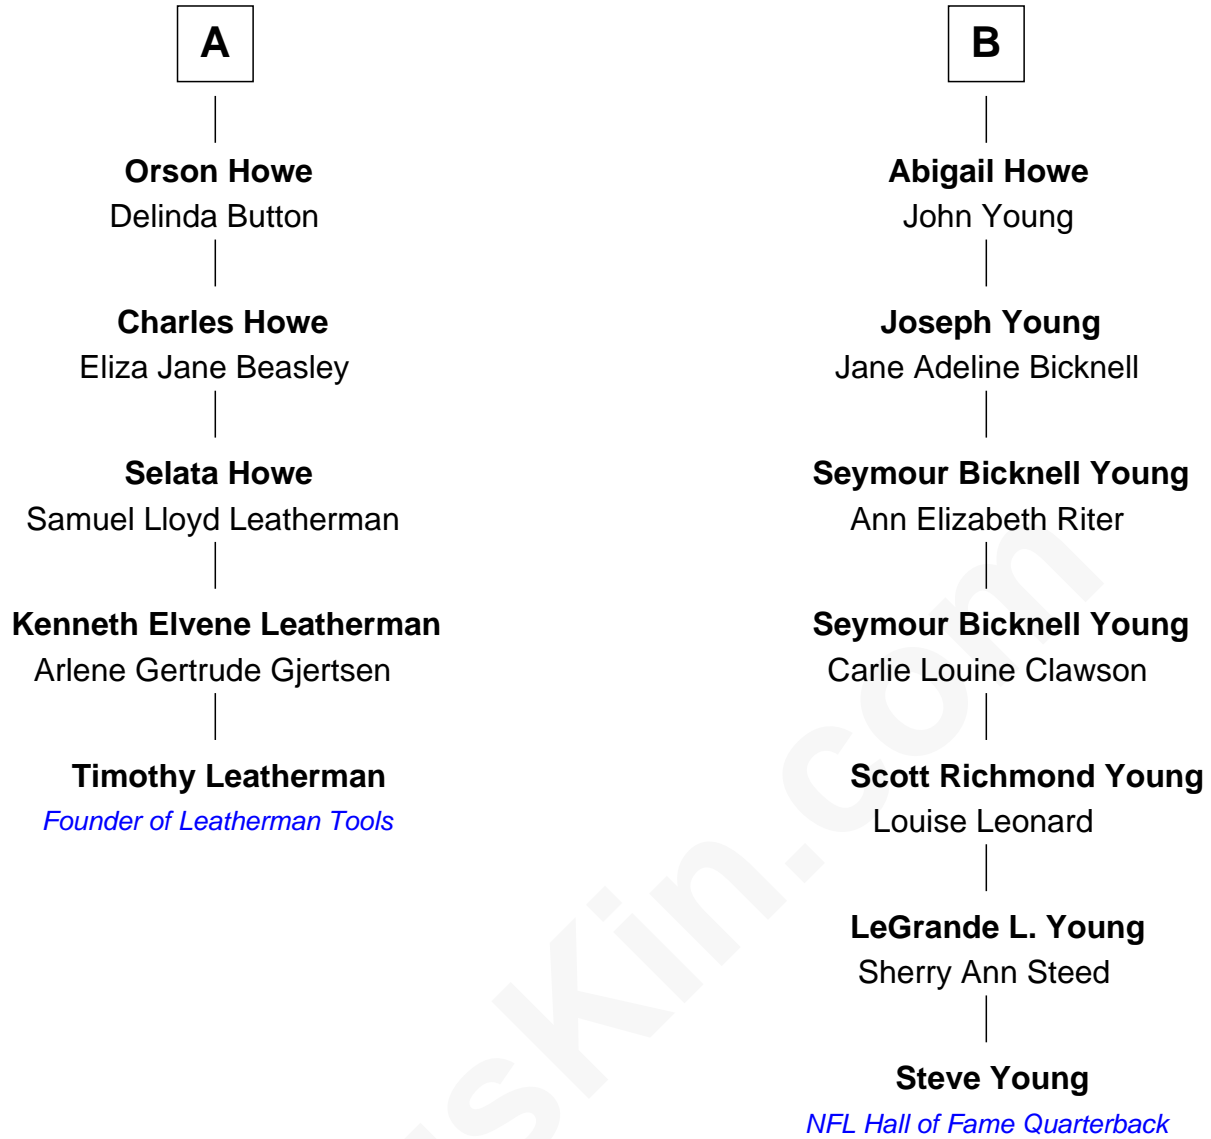 A
Orson Howe
Delinda Button
Charles Howe
Eliza Jane Beasley
Selata Howe
Samuel Lloyd Leatherman
Kenneth Elvene Leatherman
Arlene Gertrude Gjertsen
Timothy Leatherman
Founder of Leatherman Tools
B
Abigail Howe
John Young
Joseph Young
Jane Adeline Bicknell
Seymour Bicknell Young
Ann Elizabeth Riter
Seymour Bicknell Young
Carlie Louine Clawson
Scott Richmond Young
Louise Leonard
LeGrande L. Young
Sherry Ann Steed
Steve Young
NFL Hall of Fame Quarterback